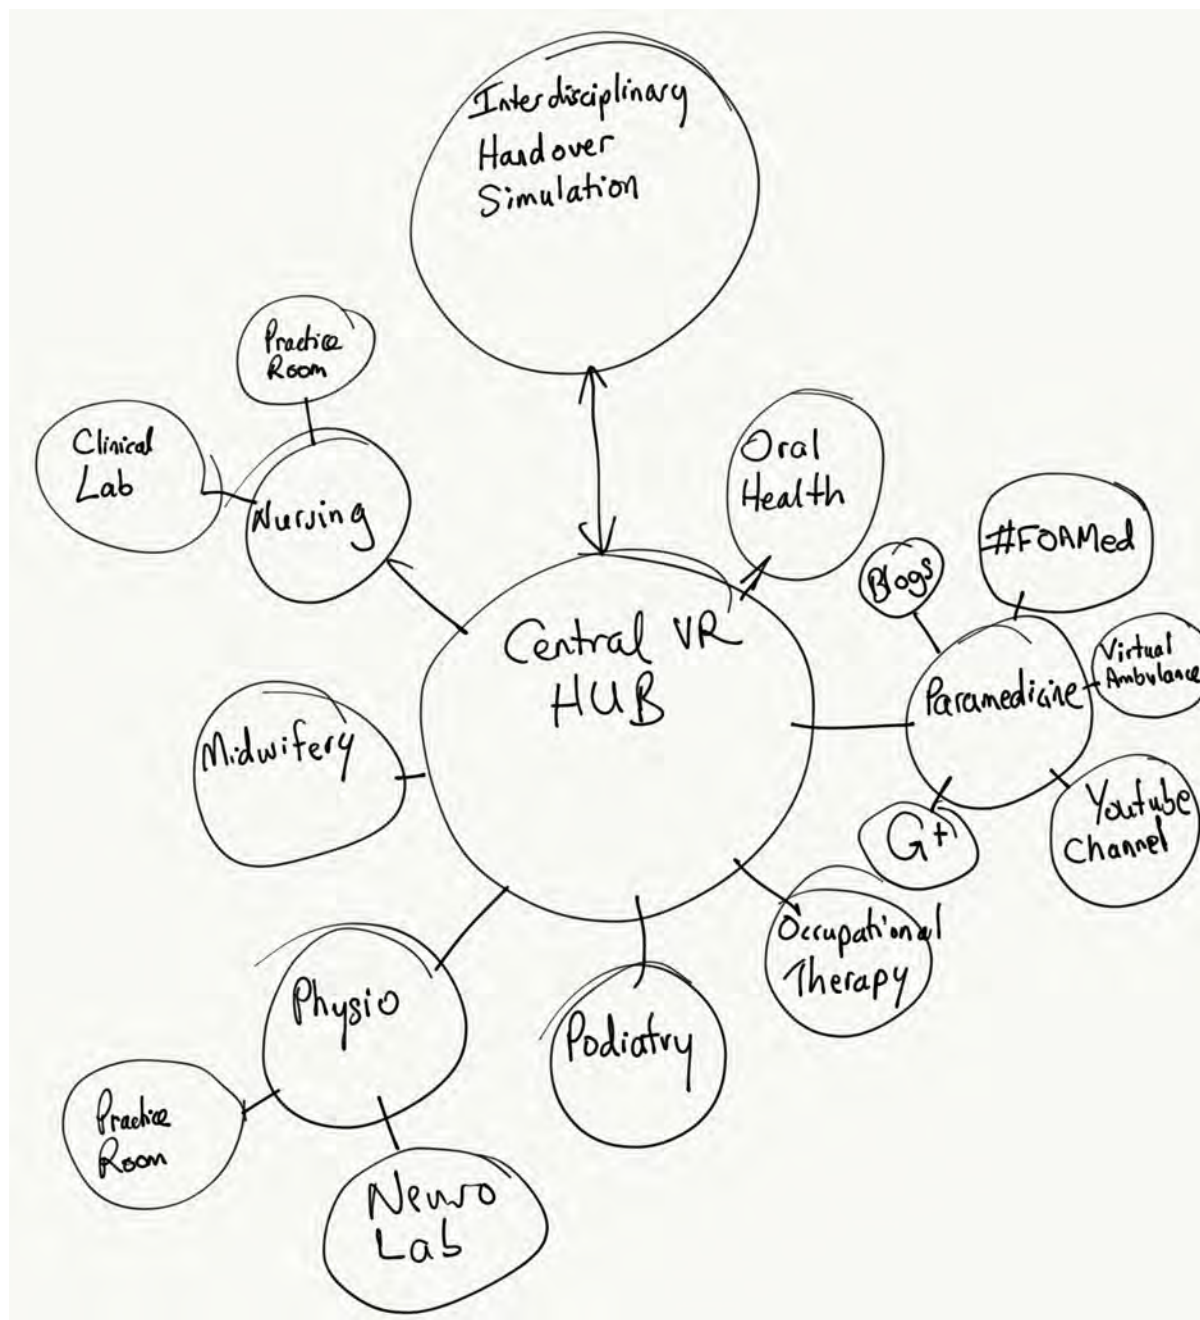 Interdisciplinary
Handover
Simulation
Practice
Room
Clinical
Lab
Nursing
Oral
Health
#FOAMed
Blogs
Virtual
Ambulance
Paramedicine
Central VR
HUB
Midwifery
Youtube
Channel
G+
Occupational
Therapy
Physio
Podiatry
Practice
Room
Neuro
Lab